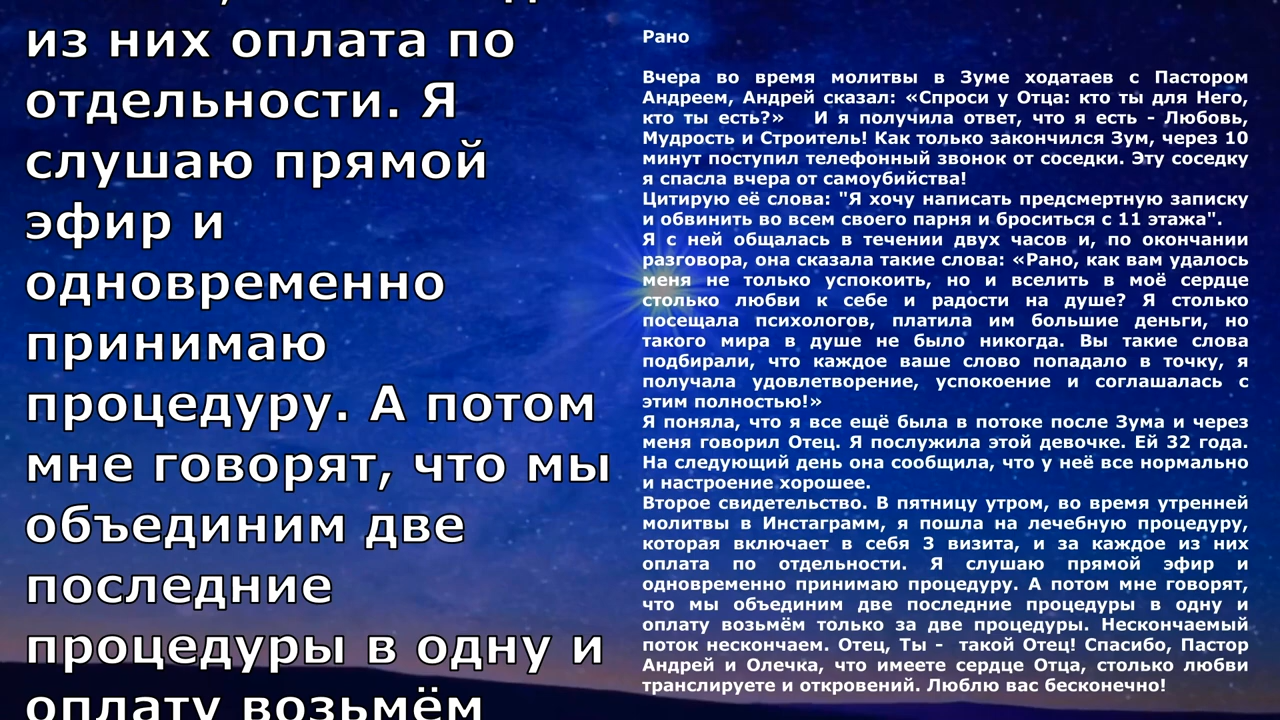 из них оплата по
отдельности. Я
слушаю прямой
эфир и
одновременно
принимаю
процедуру. А потом
мне говорят, что мы
объединим две
последние
процедуры в одну и
оплату возьмём
Рано
Вчера во время молитвы в Зуме ходатаев с Пастором
Андреем, Андрей сказал: «Спроси у Отца: кто ты для Него,
кто ты есть?» И я получила ответ, что я есть - Любовь,
Мудрость и Строитель! Как только закончился Зум, через 10
минут поступил телефонный звонок от соседки. Эту соседку
я спасла вчера от самоубийства!
Цитирую её слова: "Я хочу написать предсмертную записку
и обвинить во всем своего парня и броситься с 11 этажа".
Я с ней общалась в течении двух часов и, по окончании
разговора, она сказала такие слова: «Рано, как вам удалось
меня не только успокоить, но и вселить в моё сердце
столько любви к себе и радости на душе? Я столько
посещала психологов, платила им большие деньги, но
такого мира в душе не было никогда. Вы такие слова
подбирали, что каждое ваше слово попадало в точку, я
получала удовлетворение, успокоение и соглашалась с
этим полностью!»
Я поняла, что я все ещё была в потоке после Зума и через
меня говорил Отец. Я послужила этой девочке. Ей 32 года.
На следующий день она сообщила, что у неё все нормально
и настроение хорошее.
Второе свидетельство. В пятницу утром, во время утренней
молитвы в Инстаграмм, я пошла на лечебную процедуру,
которая включает в себя 3 визита, и за каждое из них
оплата по отдельности. Я слушаю прямой эфир и
одновременно принимаю процедуру. А потом мне говорят,
что мы объединим две последние процедуры в одну и
оплату возьмём только за две процедуры. Нескончаемый
поток нескончаем. Отец, Ты - такой Отец! Спасибо, Пастор
Андрей и Олечка, что имеете сердце Отца, столько любви
транслируете и откровений. Люблю вас бесконечно!